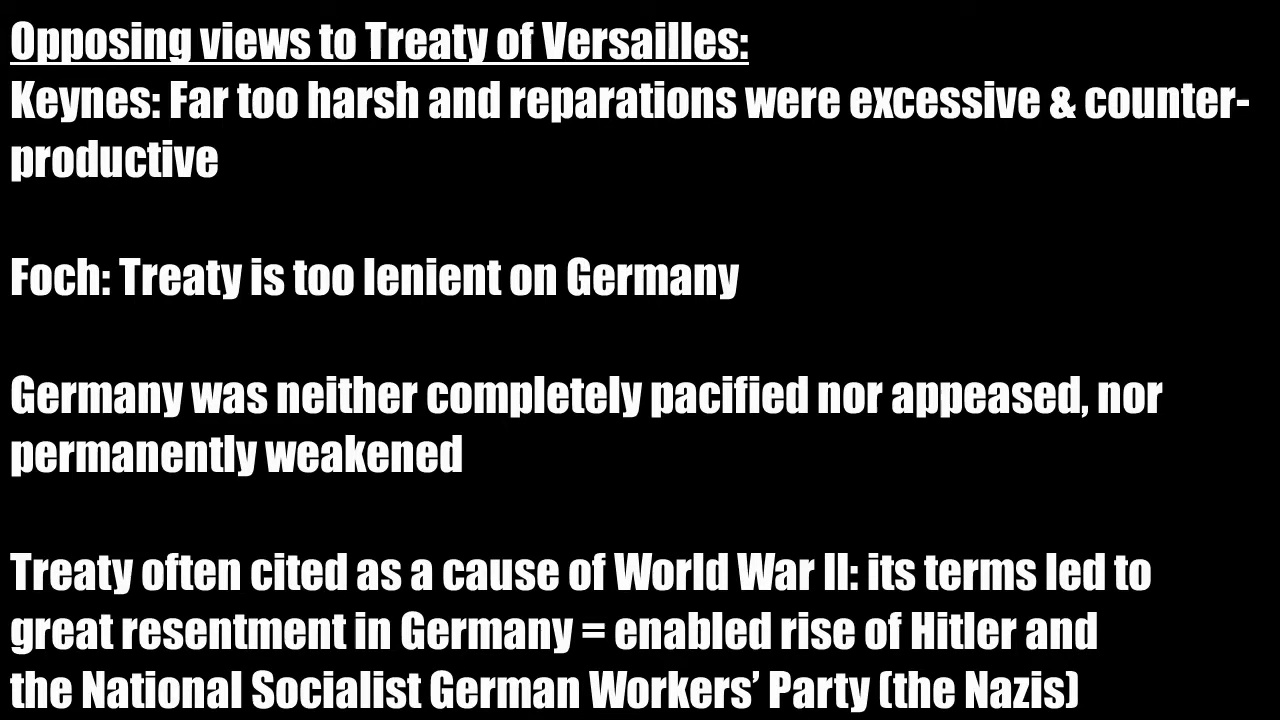 Opposing views to Treaty of Versailles:
Keynes: Far too harsh and reparations were excessive & counter-
productive
Foch: Treaty is too lenient on Germany
Germany was neither completely pacified nor appeased, nor
permanently weakened
Treaty often cited as a cause of World War II: its terms led to
great resentment in Germany = enabled rise of Hitler and
the National Socialist German Workers’ Party (the Nazis)